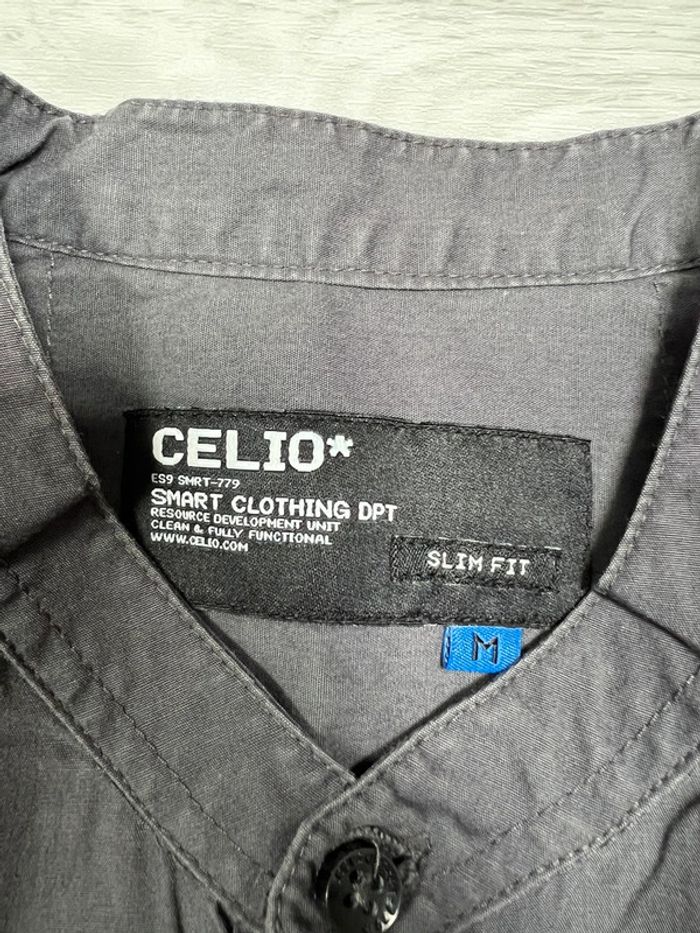 CELIO*
ES9 SMRT-779
SMART CLOTHING DPT
RESOURCE DEVELOPMENT UNIT
CLEAN & FULLY FUNCTIONAL
WWW.CELIO.COM
SLIM FIT
M